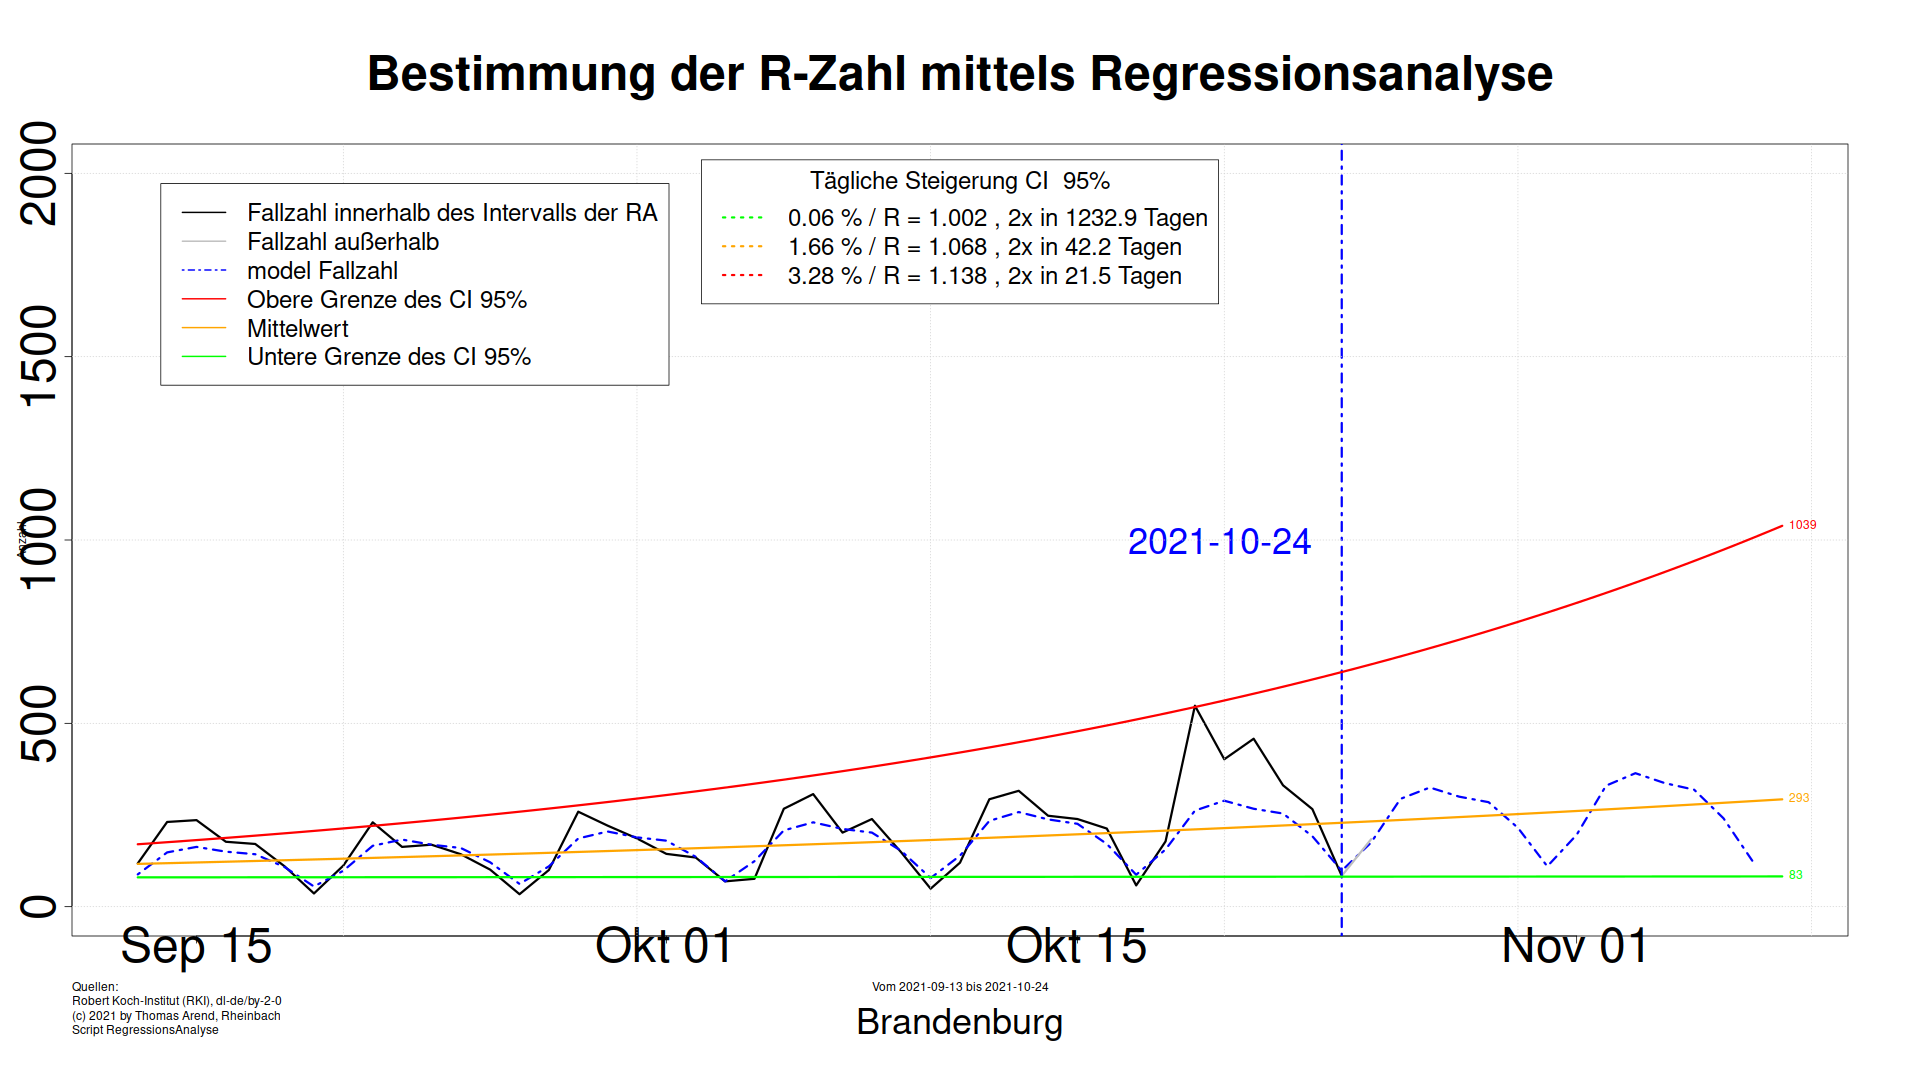 Bestimmung der R-Zahl mittels Regressionsanalyse
2000
1500
1000
500
0
Anzahl
Fallzahl innerhalb des Intervalls der RA
Fallzahl außerhalb
model Fallzahl
Obere Grenze des CI 95%
Mittelwert
Untere Grenze des CI 95%
Tägliche Steigerung CI  95%
0.06 % / R = 1.002 , 2x in 1232.9 Tagen
1.66 % / R = 1.068 , 2x in 42.2 Tagen
3.28 % / R = 1.138 , 2x in 21.5 Tagen
2021-10-24
1039
293
83
Sep 15
Okt 01
Okt 15
Nov 01
Quellen:
Robert Koch-Institut (RKI), dl-de/by-2-0
(c) 2021 by Thomas Arend, Rheinbach
Script RegressionsAnalyse
Vom 2021-09-13 bis 2021-10-24
Brandenburg